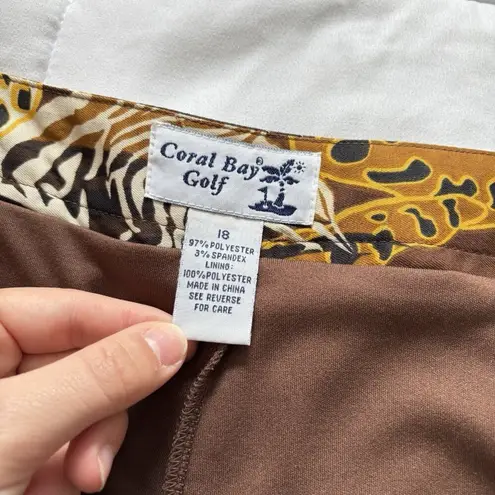 Coral Bay®
Golf
18
97% POLYESTER
3% SPANDEX
LINING:
100% POLYESTER
MADE IN CHINA
SEE REVERSE
FOR CARE